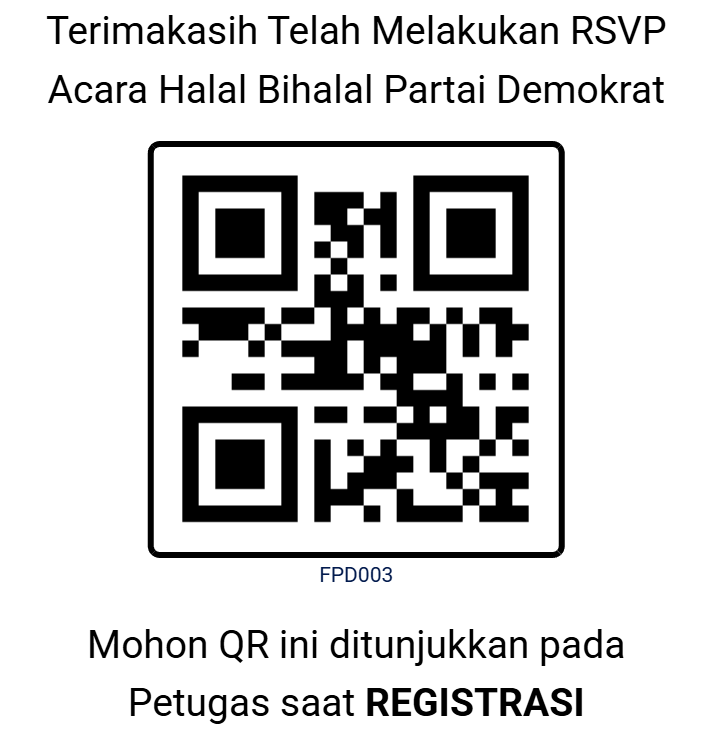 Terimakasih Telah Melakukan RSVP
Acara Halal Bihalal Partai Demokrat
FPD003
Mohon QR ini ditunjukkan pada
Petugas saat REGISTRASI